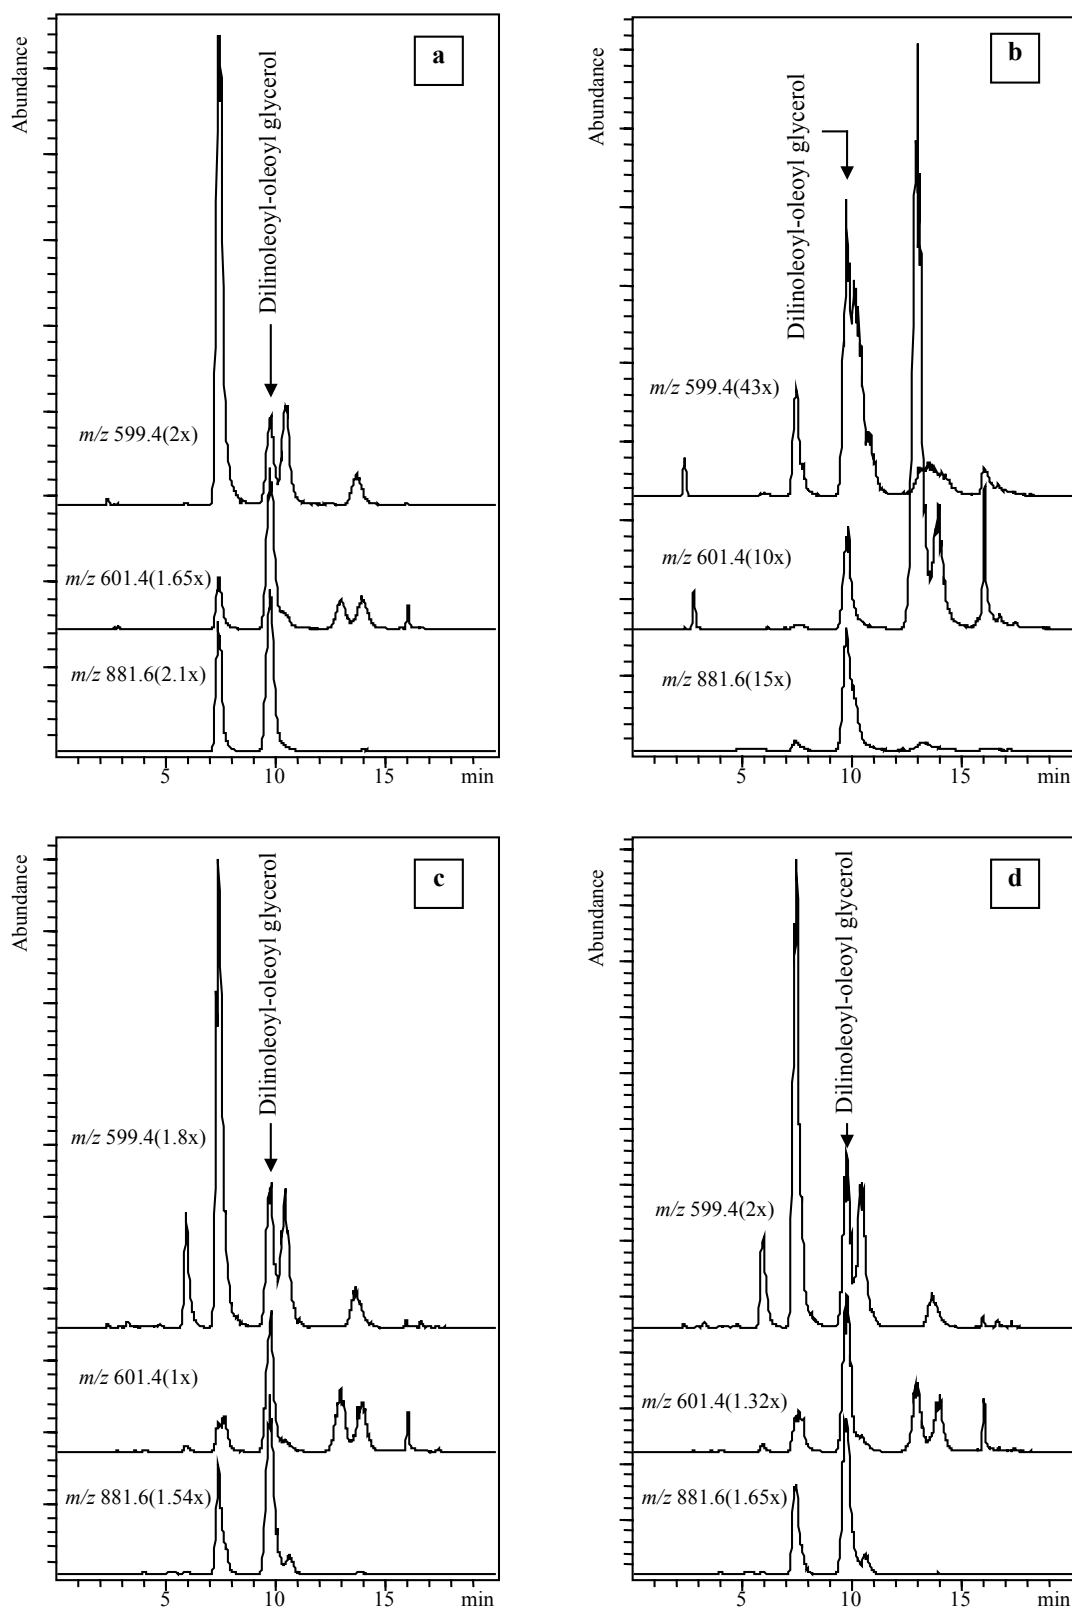 a
Abundance
Dilinoleoyl-oleoyl glycerol
m/z 599.4(2x)
m/z 601.4(1.65x)
m/z 881.6(2.1x)
5 10 15 min
b
Abundance
Dilinoleoyl-oleoyl glycerol
m/z 599.4(43x)
m/z 601.4(10x)
m/z 881.6(15x)
5 10 15 min
c
Abundance
Dilinoleoyl-oleoyl glycerol
m/z 599.4(1.8x)
m/z 601.4(1x)
m/z 881.6(1.54x)
5 10 15 min
d
Abundance
Dilinoleoyl-oleoyl glycerol
m/z 599.4(2x)
m/z 601.4(1.32x)
m/z 881.6(1.65x)
5 10 15 min